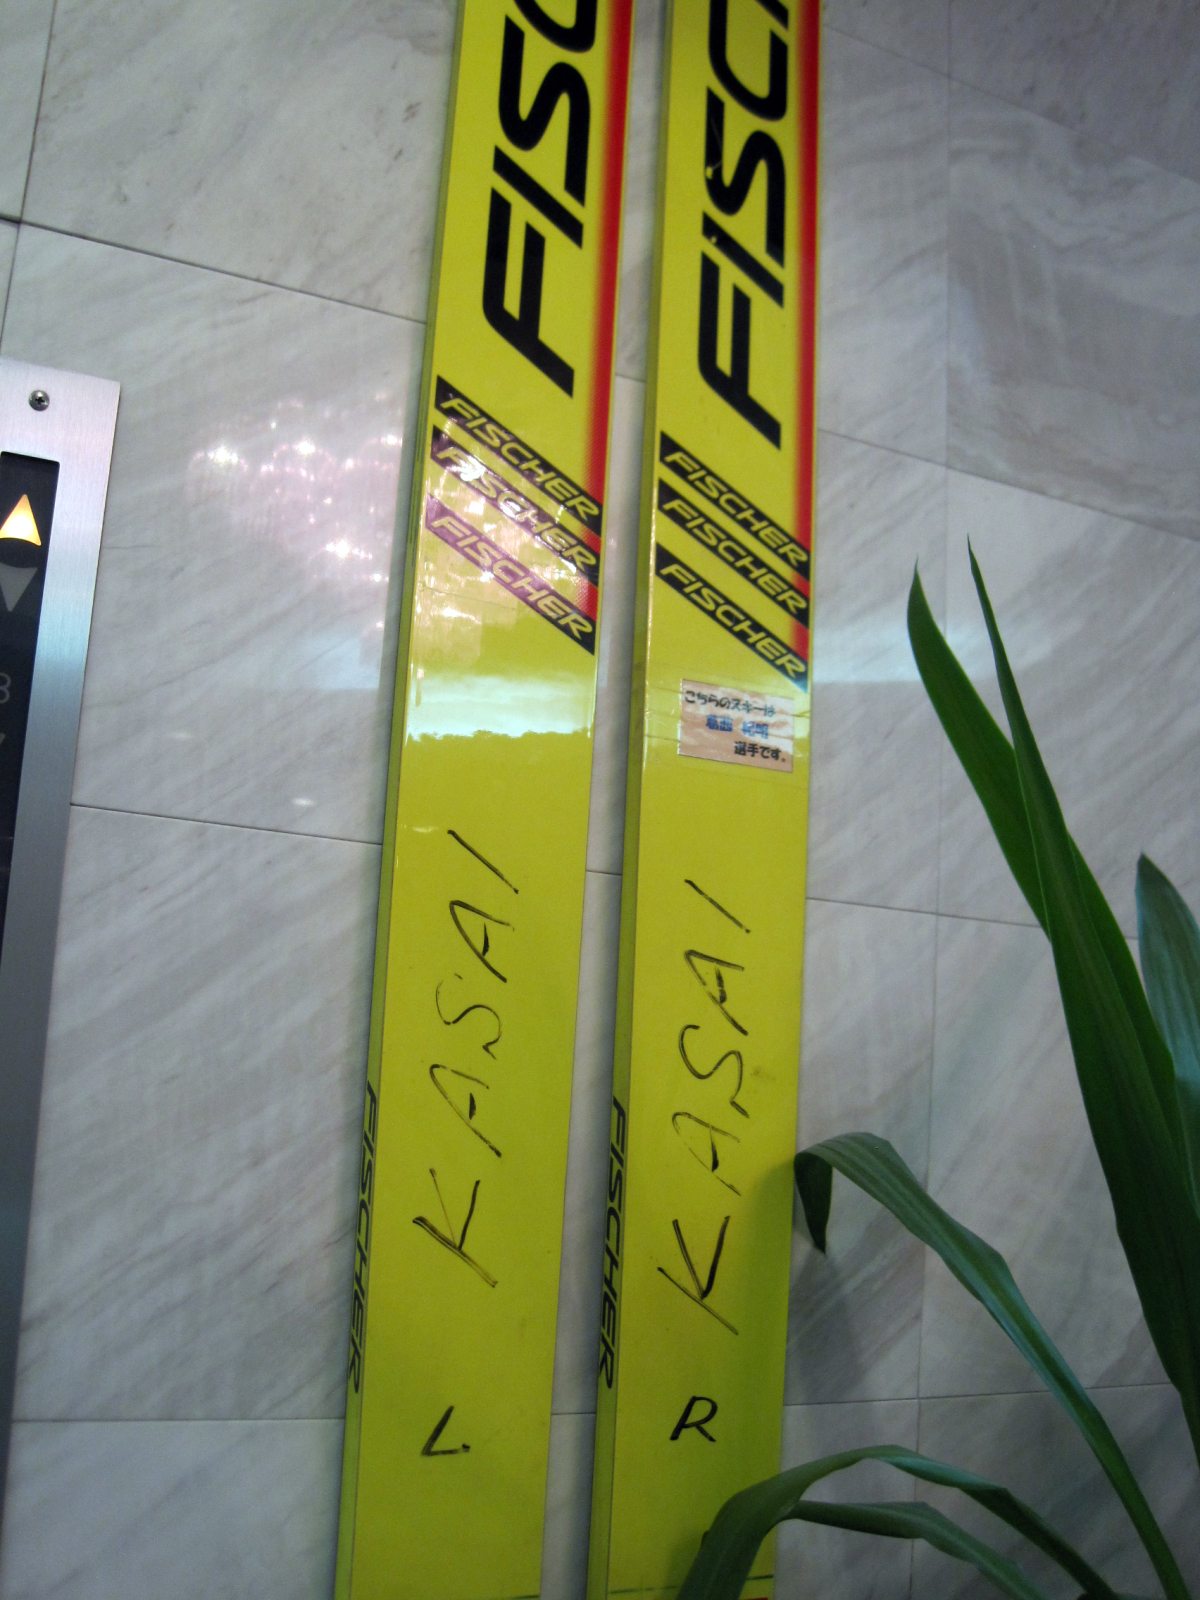 FISC
FISCHER
FISCHER
FISCHER
KASAI
L
FISCHER
FISC
FISCHER
FISCHER
FISCHER
こちらのスキーは
葛西 紀明
選手です。
KASAI
R
FISCHER